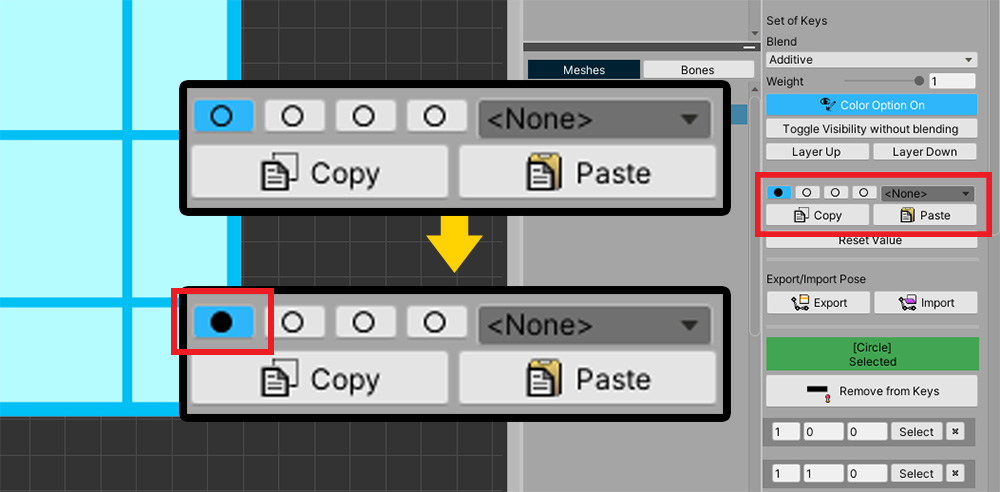 Set of Keys
Blend
Additive
Weight 1
Color Option On
Toggle Visibility without blending
Layer Up Layer Down
<None>
Copy Paste
Reset Value
Export/Import Pose
Export Import
[Circle]
Selected
Remove from Keys
1 0 0 Select
1 1 0 Select
Meshes Bones
<None>
Copy Paste
<None>
Copy Paste